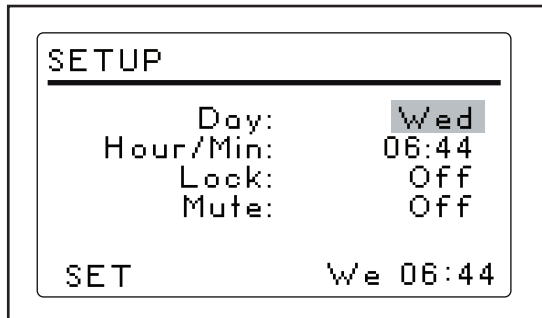 SETUP
Day: Wed
Hour/Min: 06:44
Lock: Off
Mute: Off
SET We 06:44